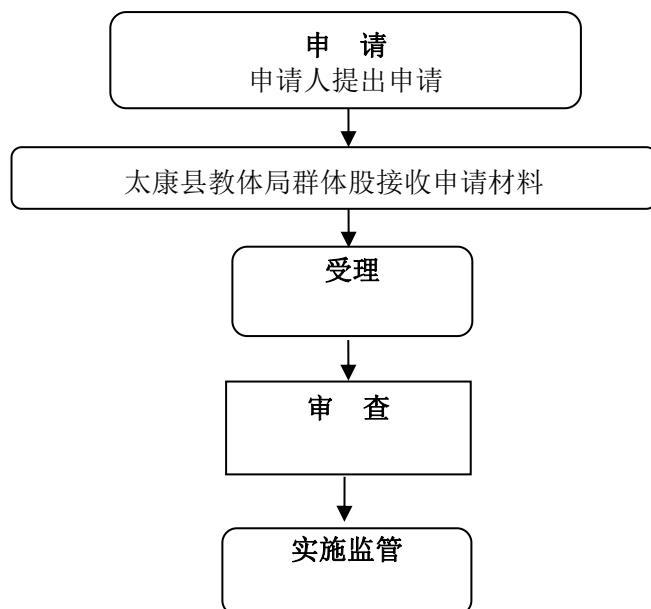 申 请
申请人提出申请
太康县教体局群体股接收申请材料
受理
审 查
实施监管